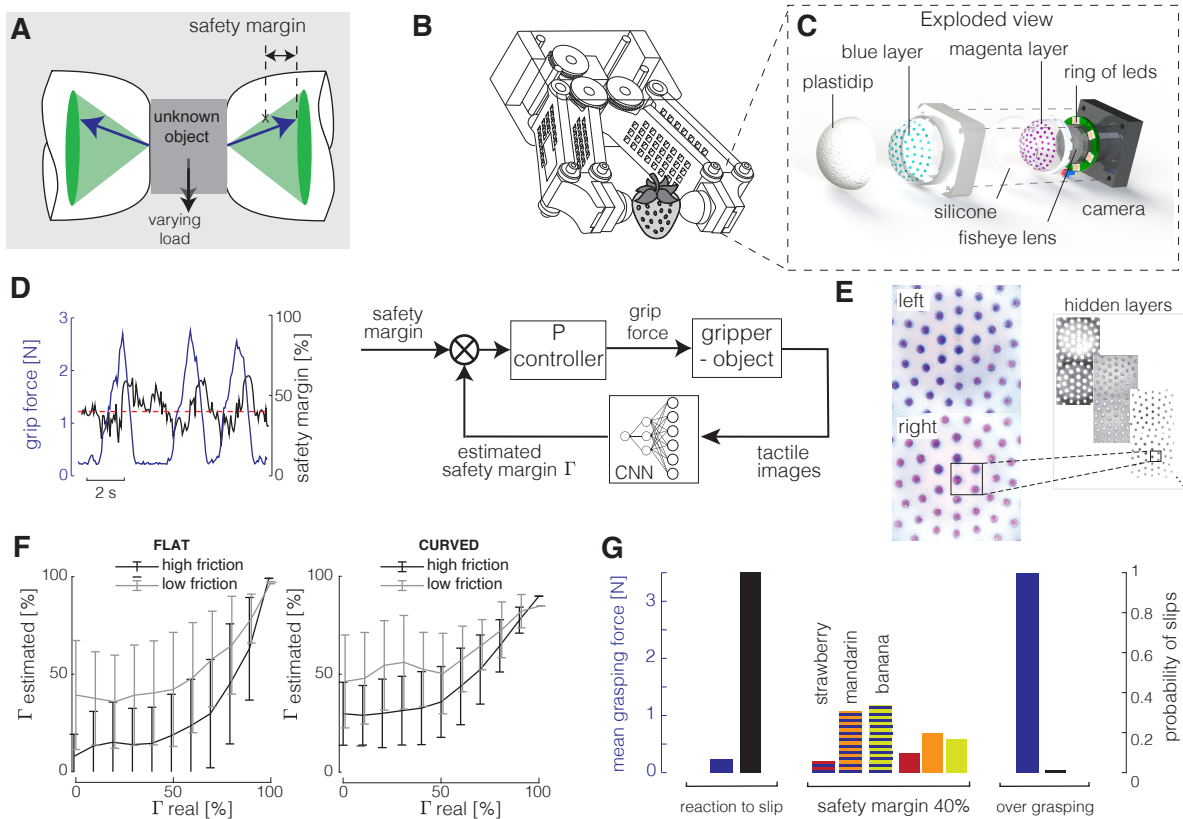 A
safety
margin
unknown
object
varying
load
B
C
Exploded view
blue layer
magenta layer
plastidip
ring of leds
silicone
fisheye lens
camera
D
grip force [N]
3
2
1
0
2 s
100
50
0
safety margin [%]
safety
margin
P
controller
grip
force
gripper
- object
estimated
safety margin Γ
CNN
tactile
images
E
left
right
hidden layers
F
FLAT
high friction
low friction
Γ estimated [%]
100
50
0
0
50
100
Γ real [%]
CURVED
high friction
low friction
Γ estimated [%]
100
50
0
0
50
100
Γ real [%]
G
mean grasping force [N]
3
2
1
0
strawberry
mandarin
banana
reaction to slip
safety margin 40%
over grasping
1
0.8
0.6
0.4
0.2
0
probability of slips